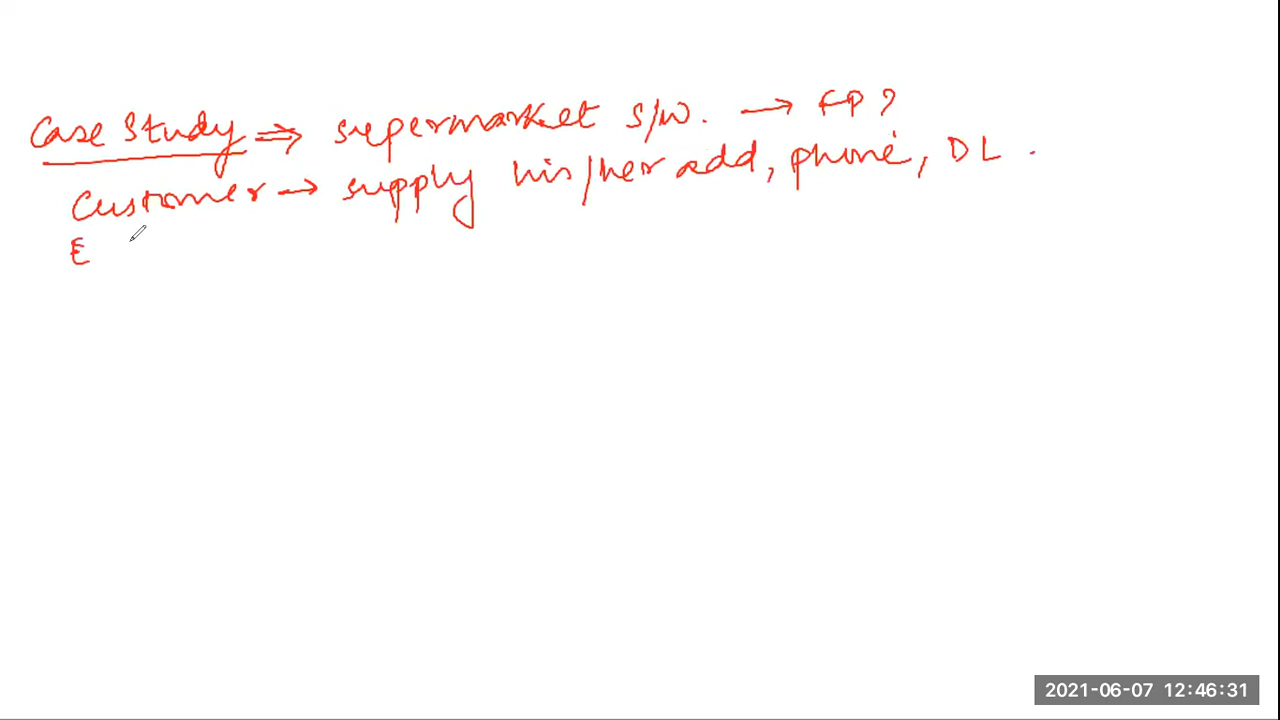 Case Study ⇒ supermarket s/w. → FP?
Customer → supply his/her add, phone, DL.
E
2021-06-07 12:46:31